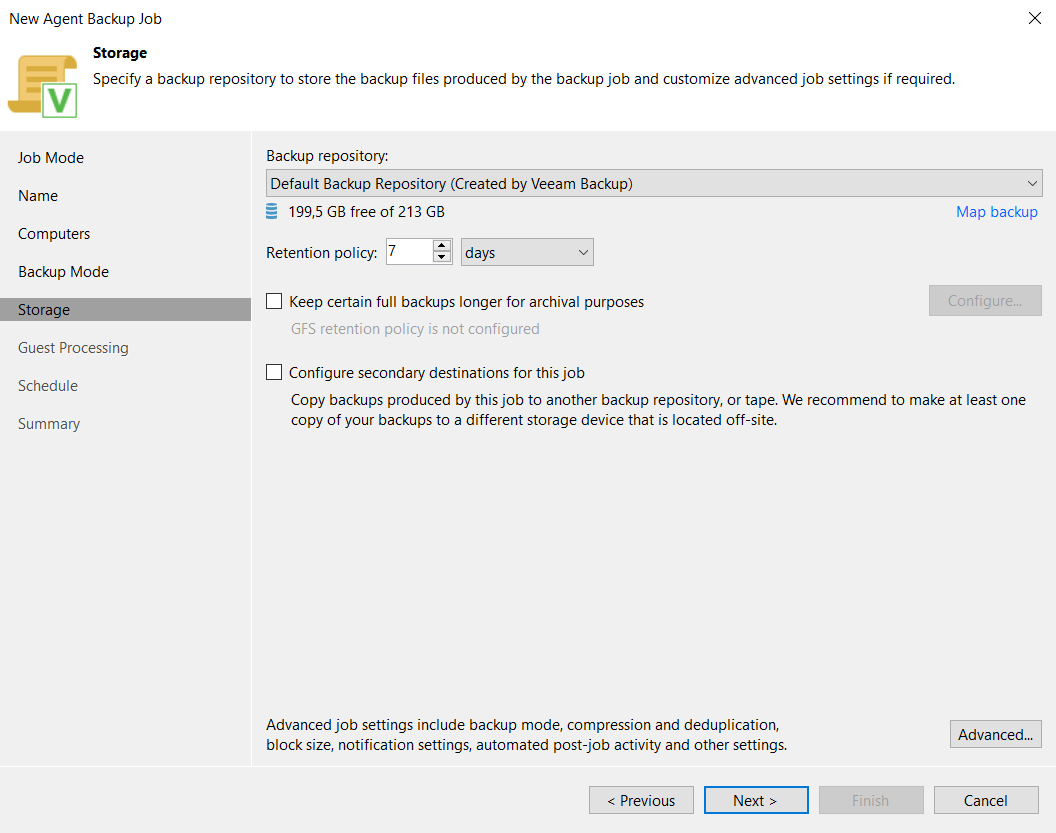 New Agent Backup Job
Storage
Specify a backup repository to store the backup files produced by the backup job and customize advanced job settings if required.
V
Job Mode
Name
Computers
Backup Mode
Storage
Guest Processing
Schedule
Summary
Backup repository:
Default Backup Repository (Created by Veeam Backup)
199,5 GB free of 213 GB
Map backup
Retention policy: 7 days
Keep certain full backups longer for archival purposes
Configure...
GFS retention policy is not configured
Configure secondary destinations for this job
Copy backups produced by this job to another backup repository, or tape. We recommend to make at least one
copy of your backups to a different storage device that is located off-site.
Advanced job settings include backup mode, compression and deduplication,
block size, notification settings, automated post-job activity and other settings.
Advanced...
< Previous
Next >
Finish
Cancel